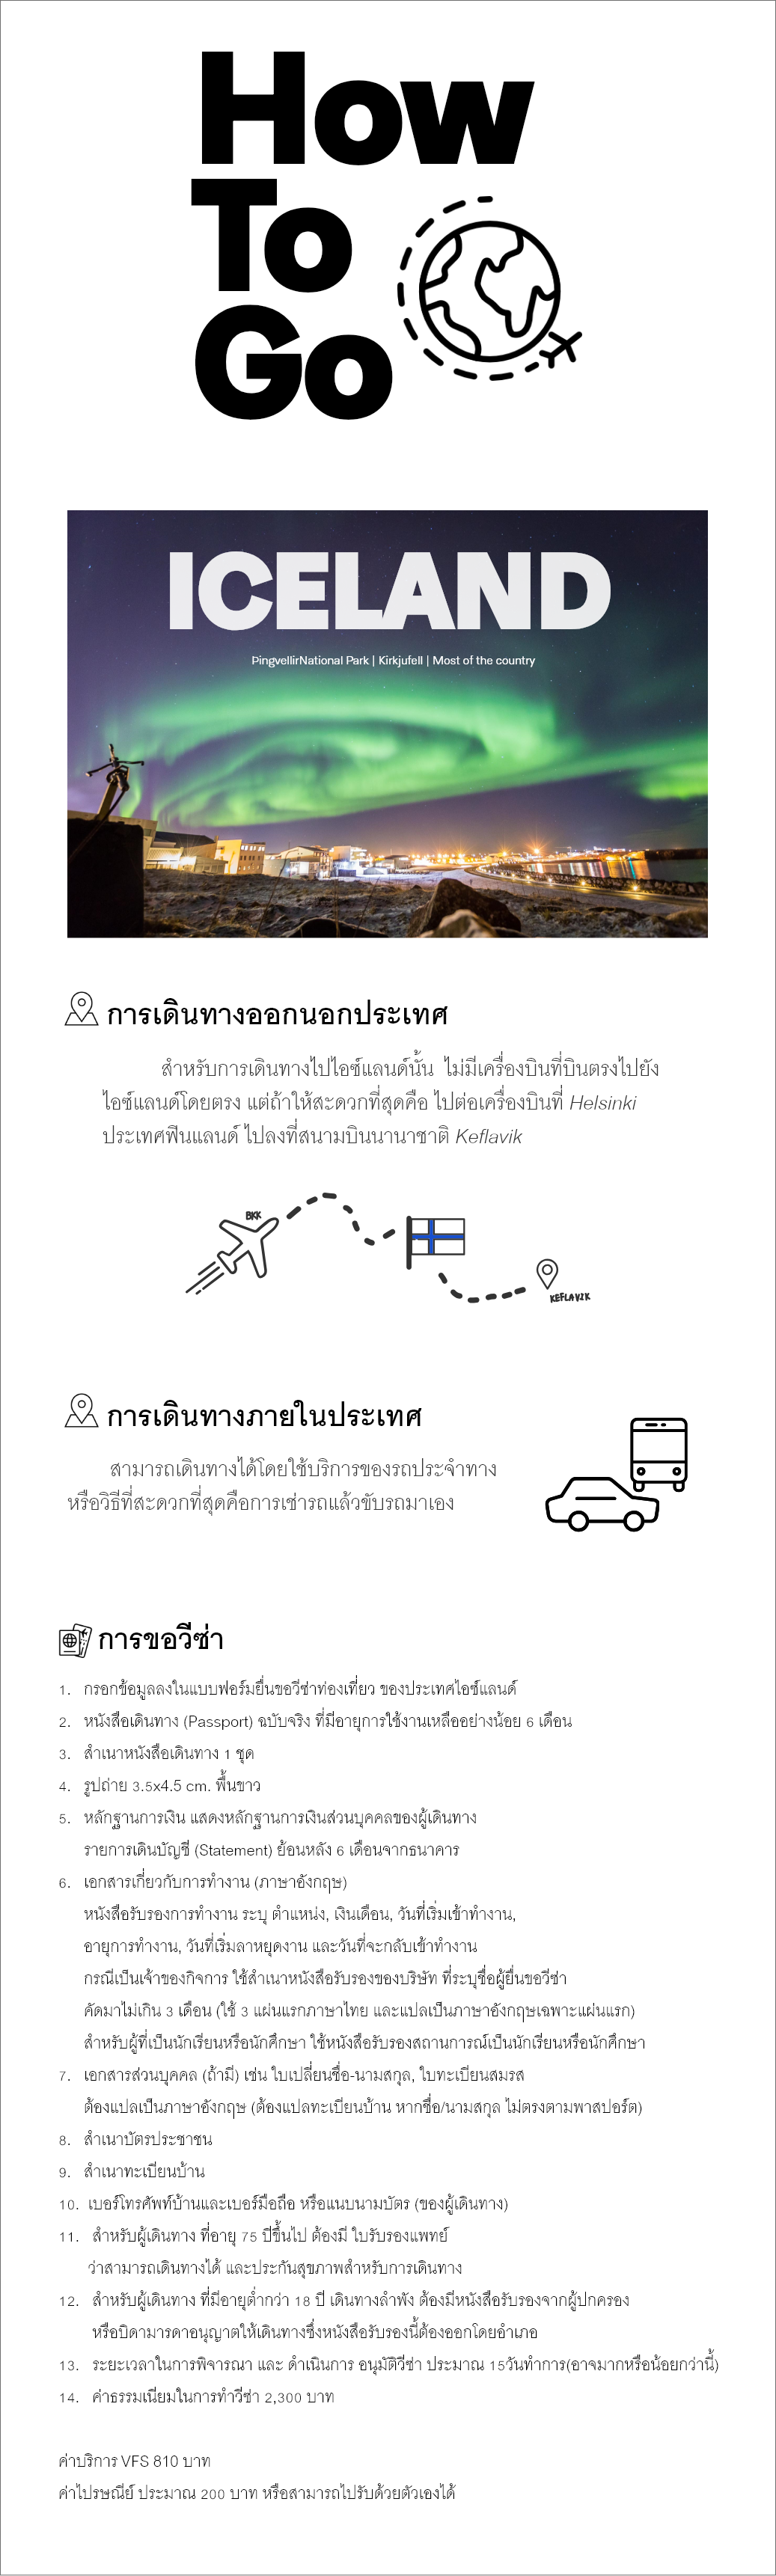 How
To
Go
ICELAND
PingvellirNational Park | Kirkjufell | Most of the country
การเดินทางออกนอกประเทศ
สำหรับการเดินทางไปไอซ์แลนด์นั้น ไม่มีเครื่องบินที่บินตรงไปยัง
ไอซ์แลนด์โดยตรง แต่ถ้าให้สะดวกที่สุดคือ ไปต่อเครื่องบินที่ Helsinki
ประเทศฟินแลนด์ ไปลงที่สนามบินนานาชาติ Keflavik
BKK
KEFLAVIK
การเดินทางภายในประเทศ
สามารถเดินทางได้โดยใช้บริการของรถประจำทาง
หรือวิธีที่สะดวกที่สุดคือการเช่ารถแล้วขับรถมาเอง
การขอวีซ่า
1. กรอกข้อมูลลงในแบบฟอร์มยื่นขอวีซ่าท่องเที่ยว ของประเทศไอซ์แลนด์
2. หนังสือเดินทาง (Passport) ฉบับจริง ที่มีอายุการใช้งานเหลืออย่างน้อย 6 เดือน
3. สำเนาหนังสือเดินทาง 1 ชุด
4. รูปถ่าย 3.5x4.5 cm. พื้นขาว
5. หลักฐานการเงิน แสดงหลักฐานการเงินส่วนบุคคลของผู้เดินทาง
รายการเดินบัญชี (Statement) ย้อนหลัง 6 เดือนจากธนาคาร
6. เอกสารเกี่ยวกับการทำงาน (ภาษาอังกฤษ)
หนังสือรับรองการทำงาน ระบุ ตำแหน่ง, เงินเดือน, วันที่เริ่มเข้าทำงาน,
อายุการทำงาน, วันที่เริ่มลาหยุดงาน และวันที่จะกลับเข้าทำงาน
กรณีเป็นเจ้าของกิจการ ใช้สำเนาหนังสือรับรองของบริษัท ที่ระบุชื่อผู้ยื่นขอวีซ่า
คัดมาไม่เกิน 3 เดือน (ใช้ 3 แผ่นแรกภาษาไทย และแปลเป็นภาษาอังกฤษเฉพาะแผ่นแรก)
สำหรับผู้ที่เป็นนักเรียนหรือนักศึกษา ใช้หนังสือรับรองสถานการณ์เป็นนักเรียนหรือนักศึกษา
7. เอกสารส่วนบุคคล (ถ้ามี) เช่น ใบเปลี่ยนชื่อ-นามสกุล, ใบทะเบียนสมรส
ต้องแปลเป็นภาษาอังกฤษ (ต้องแปลทะเบียนบ้าน หากชื่อ/นามสกุล ไม่ตรงตามพาสปอร์ต)
8. สำเนาบัตรประชาชน
9. สำเนาทะเบียนบ้าน
10. เบอร์โทรศัพท์บ้านและเบอร์มือถือ หรือแนบนามบัตร (ของผู้เดินทาง)
11. สำหรับผู้เดินทาง ที่อายุ 75 ปีขึ้นไป ต้องมี ใบรับรองแพทย์
ว่าสามารถเดินทางได้ และประกันสุขภาพสำหรับการเดินทาง
12. สำหรับผู้เดินทาง ที่มีอายุต่ำกว่า 18 ปี เดินทางลำพัง ต้องมีหนังสือรับรองจากผู้ปกครอง
หรือบิดามารดาอนุญาตให้เดินทางซึ่งหนังสือรับรองนี้ต้องออกโดยอำเภอ
13. ระยะเวลาในการพิจารณา และ ดำเนินการ อนุมัติวีซ่า ประมาณ 15วันทำการ(อาจมากหรือน้อยกว่านี้)
14. ค่าธรรมเนียมในการทำวีซ่า 2,300 บาท
ค่าบริการ VFS 810 บาท
ค่าไปรษณีย์ ประมาณ 200 บาท หรือสามารถไปรับด้วยตัวเองได้